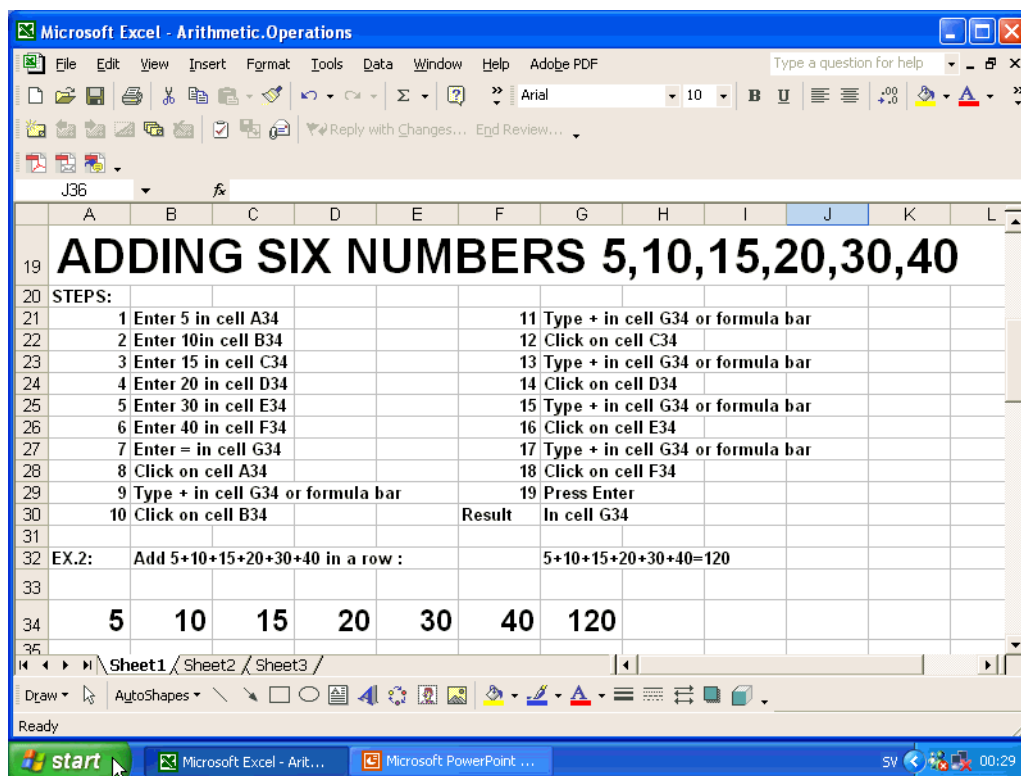 Microsoft Excel - Arithmetic.Operations
File Edit View Insert Format Tools Data Window Help Adobe PDF Type a question for help
Arial 10 B U
Reply with Changes... End Review...
J36 fx
A B C D E F G H I J K L
19 ADDING SIX NUMBERS 5,10,15,20,30,40
20 STEPS:
21 1 Enter 5 in cell A34 11 Type + in cell G34 or formula bar
22 2 Enter 10in cell B34 12 Click on cell C34
23 3 Enter 15 in cell C34 13 Type + in cell G34 or formula bar
24 4 Enter 20 in cell D34 14 Click on cell D34
25 5 Enter 30 in cell E34 15 Type + in cell G34 or formula bar
26 6 Enter 40 in cell F34 16 Click on cell E34
27 7 Enter = in cell G34 17 Type + in cell G34 or formula bar
28 8 Click on cell A34 18 Click on cell F34
29 9 Type + in cell G34 or formula bar 19 Press Enter
30 10 Click on cell B34 Result In cell G34
31
32 EX.2: Add 5+10+15+20+30+40 in a row : 5+10+15+20+30+40=120
33
34 5 10 15 20 30 40 120
35
Sheet1 Sheet2 Sheet3
Draw AutoShapes
Ready
start Microsoft Excel - Arit... Microsoft PowerPoint ... SV 00:29